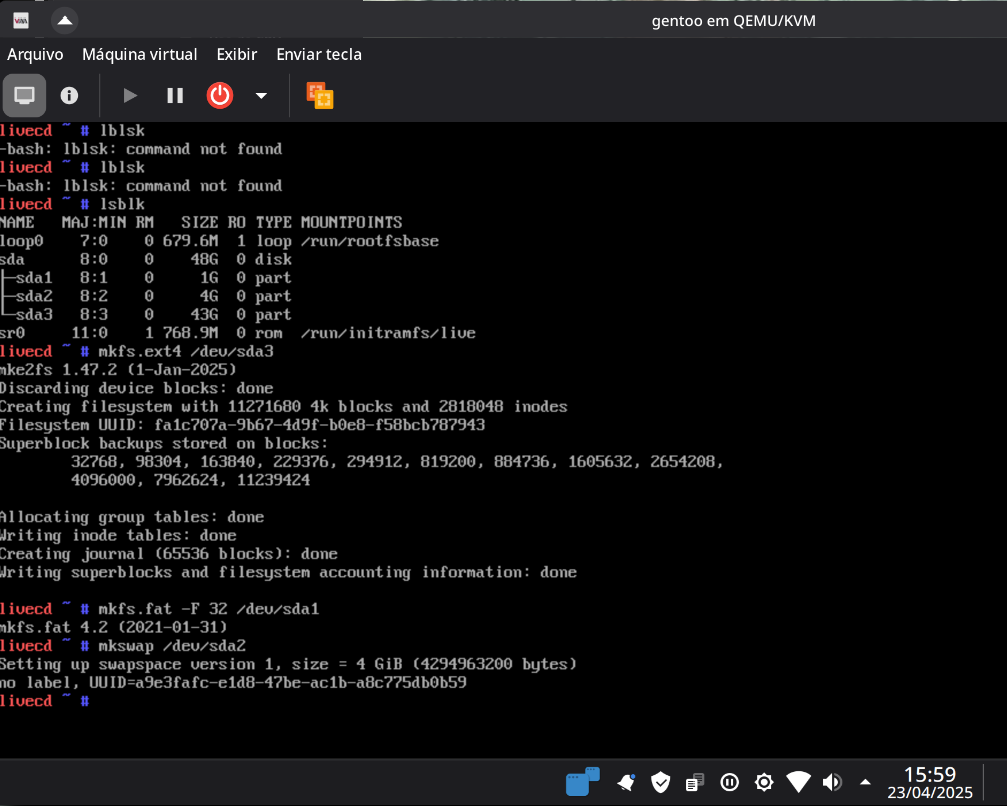 gentoo em QEMU/KVM
Arquivo Máquina virtual Exibir Enviar tecla
livecd ~ # lblsk
-bash: lblsk: command not found
livecd ~ # lblsk
-bash: lblsk: command not found
livecd ~ # lsblk
NAME MAJ:MIN RM SIZE RO TYPE MOUNTPOINTS
loop0 7:0 0 679.6M 1 loop /run/rootfsbase
sda 8:0 0 48G 0 disk
├─sda1 8:1 0 1G 0 part
├─sda2 8:2 0 4G 0 part
└─sda3 8:3 0 43G 0 part
sr0 11:0 1 768.9M 0 rom /run/initramfs/live
livecd ~ # mkfs.ext4 /dev/sda3
mke2fs 1.47.2 (1-Jan-2025)
Discarding device blocks: done
Creating filesystem with 11271680 4k blocks and 2818048 inodes
Filesystem UUID: fa1c707a-9b67-4d9f-b0e8-f58bcb787943
Superblock backups stored on blocks:
32768, 98304, 163840, 229376, 294912, 819200, 884736, 1605632, 2654208,
4096000, 7962624, 11239424
Allocating group tables: done
Writing inode tables: done
Creating journal (65536 blocks): done
Writing superblocks and filesystem accounting information: done
livecd ~ # mkfs.fat -F 32 /dev/sda1
mkfs.fat 4.2 (2021-01-31)
livecd ~ # mkswap /dev/sda2
Setting up swapspace version 1, size = 4 GiB (4294963200 bytes)
no label, UUID=a9e3fafc-e1d8-47be-ac1b-a8c775db0b59
livecd ~ #
15:59
23/04/2025